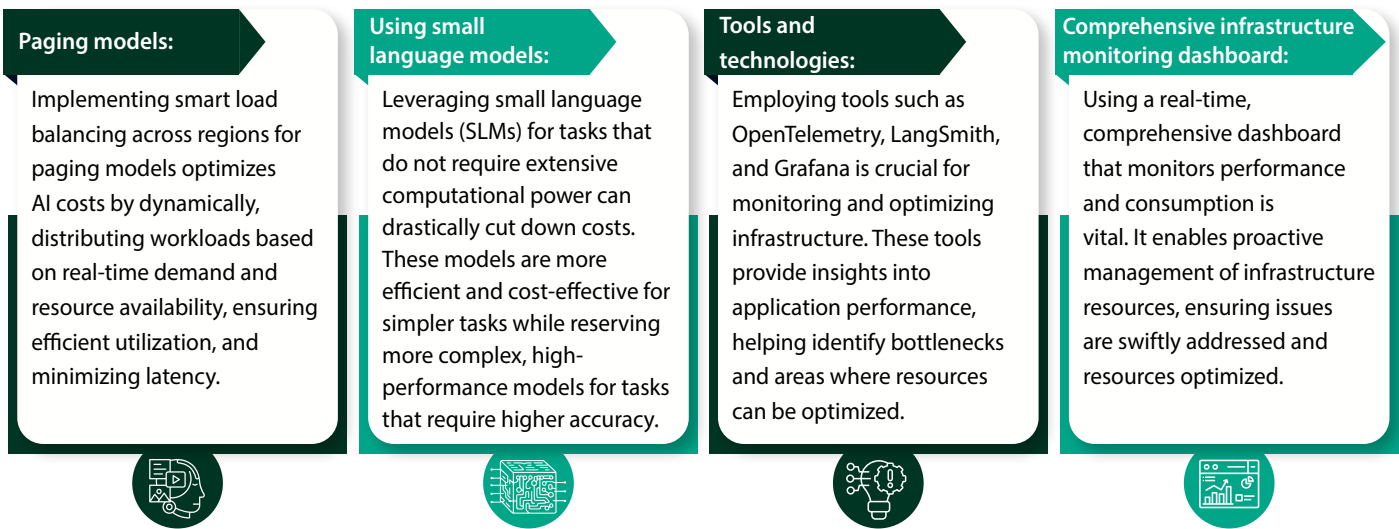 Paging models:
Implementing smart load
balancing across regions for
paging models optimizes
AI costs by dynamically,
distributing workloads based
on real-time demand and
resource availability, ensuring
efficient utilization, and
minimizing latency.
Using small
language models:
Leveraging small language
models (SLMs) for tasks that
do not require extensive
computational power can
drastically cut down costs.
These models are more
efficient and cost-effective for
simpler tasks while reserving
more complex, high-
performance models for tasks
that require higher accuracy.
Tools and
technologies:
Employing tools such as
OpenTelemetry, LangSmith,
and Grafana is crucial for
monitoring and optimizing
infrastructure. These tools
provide insights into
application performance,
helping identify bottlenecks
and areas where resources
can be optimized.
Comprehensive infrastructure
monitoring dashboard:
Using a real-time,
comprehensive dashboard
that monitors performance
and consumption is
vital. It enables proactive
management of infrastructure
resources, ensuring issues
are swiftly addressed and
resources optimized.